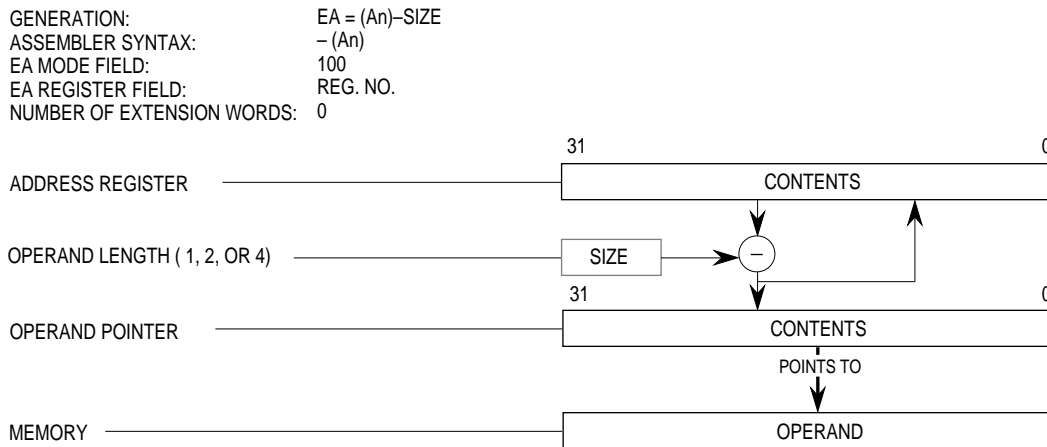 GENERATION: EA = (An)–SIZE
ASSEMBLER SYNTAX: – (An)
EA MODE FIELD: 100
EA REGISTER FIELD: REG. NO.
NUMBER OF EXTENSION WORDS: 0
31 0
ADDRESS REGISTER CONTENTS
OPERAND LENGTH ( 1, 2, OR 4) SIZE –
31 0
OPERAND POINTER CONTENTS
POINTS TO
MEMORY OPERAND